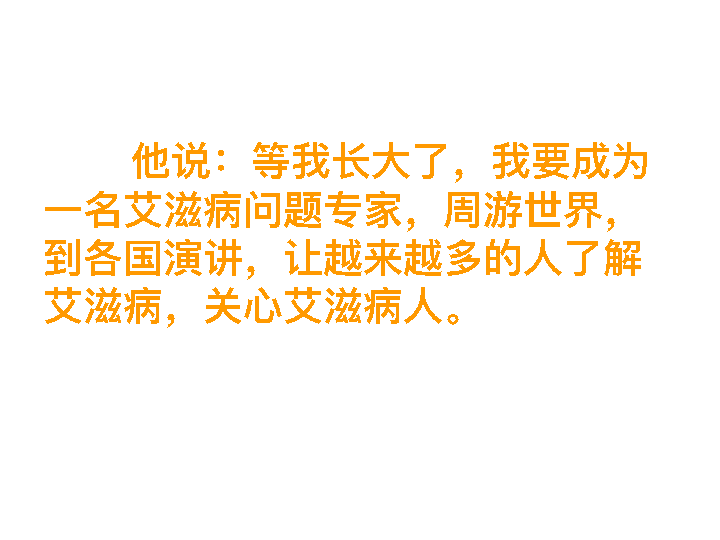 他说：等我长大了，我要成为
一名艾滋病问题专家，周游世界，
到各国演讲，让越来越多的人了解
艾滋病，关心艾滋病人。